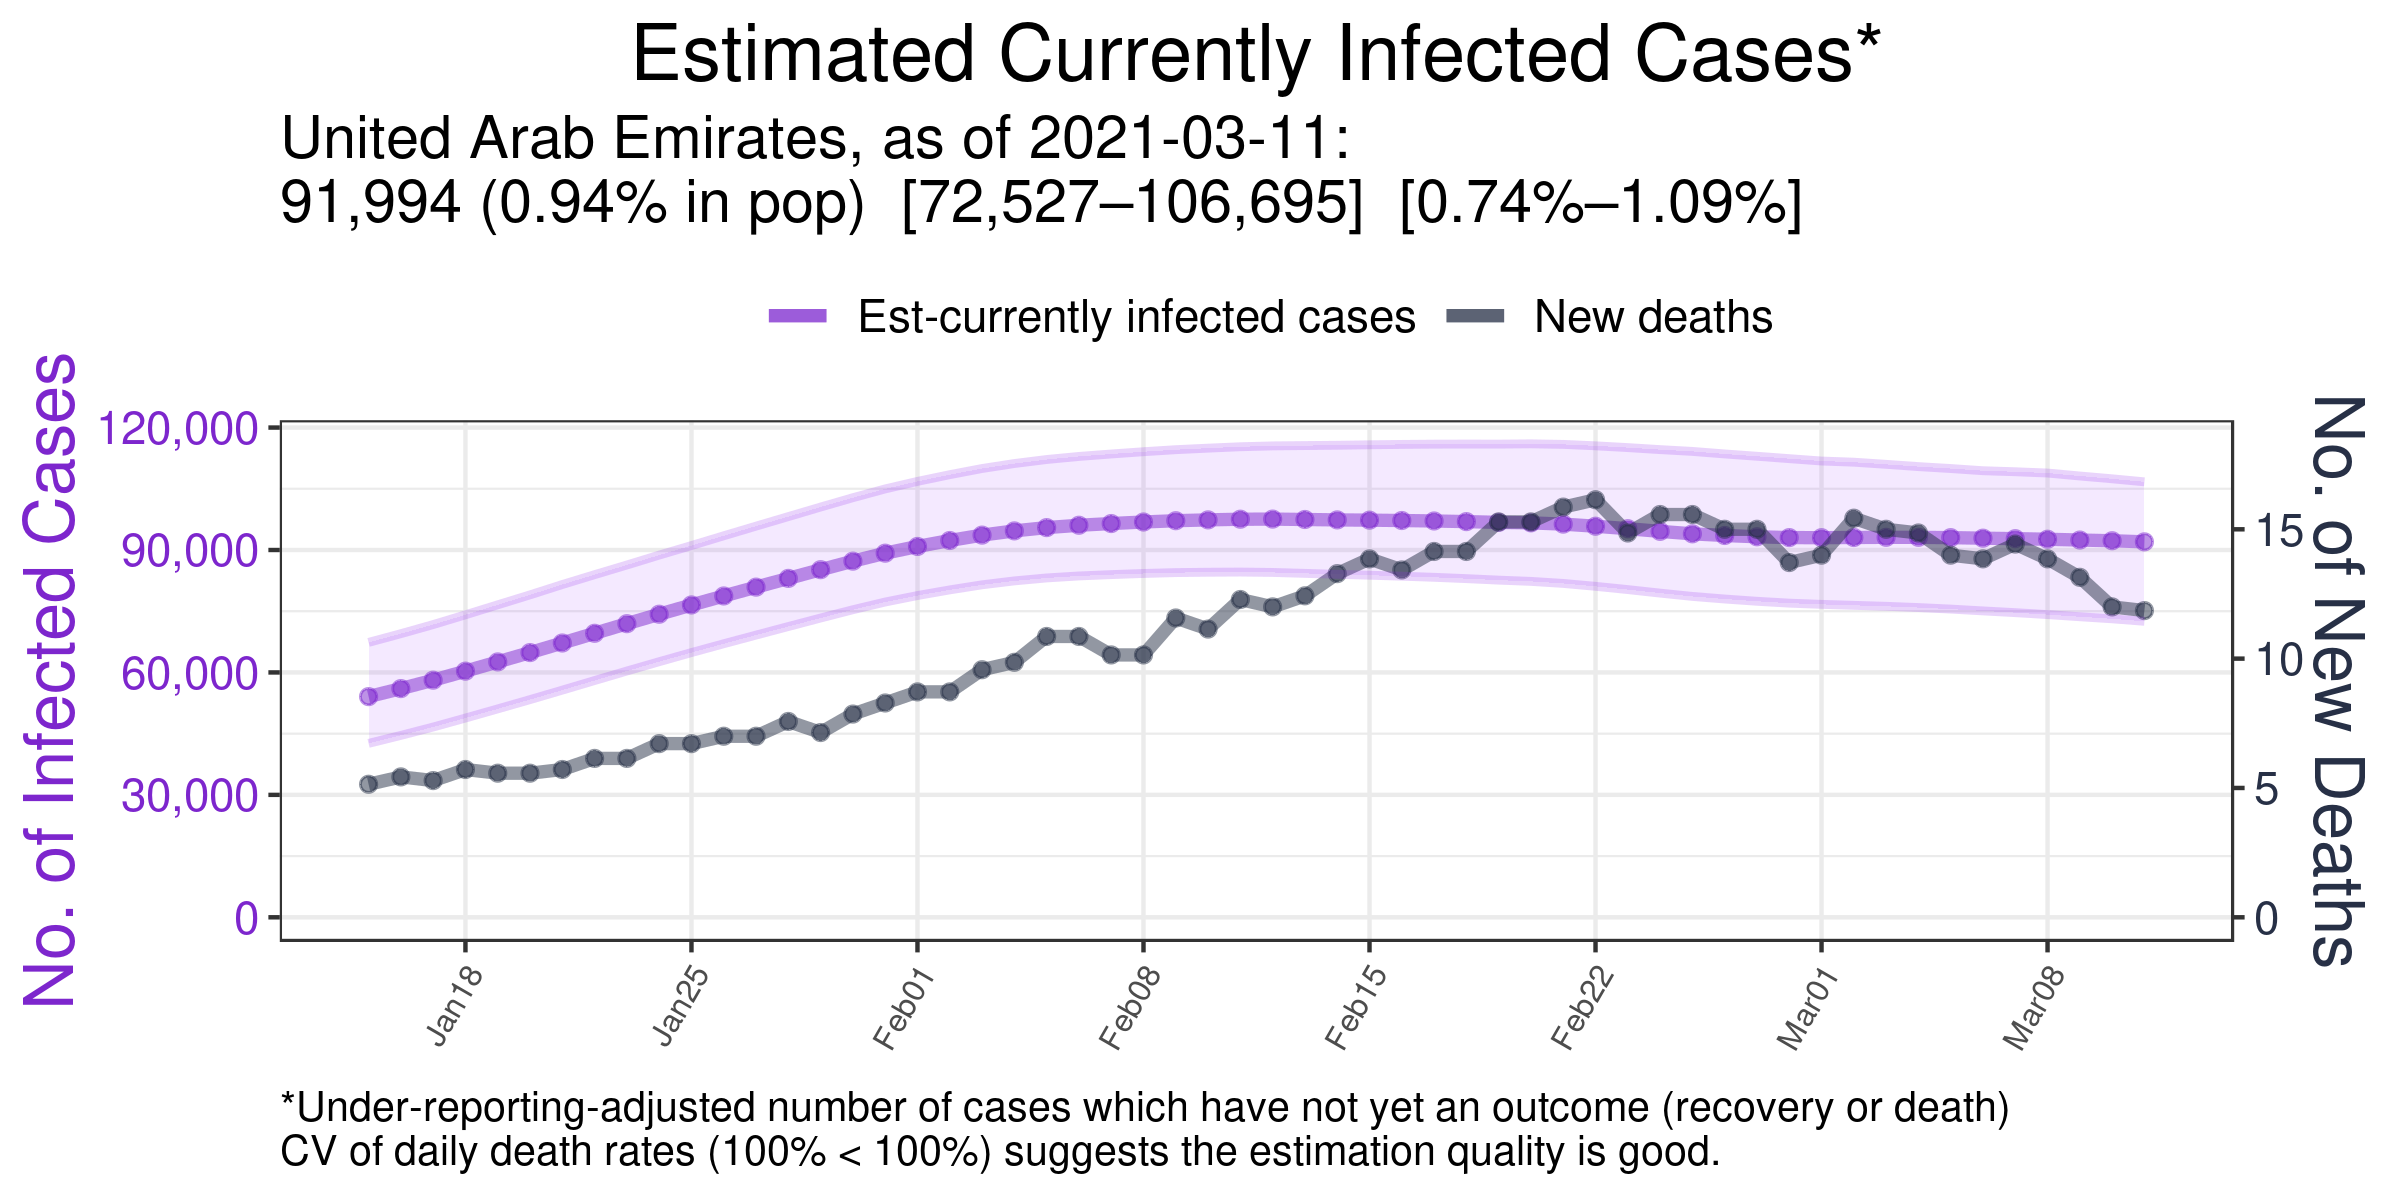 Estimated Currently Infected Cases*
United Arab Emirates, as of 2021-03-11:
91,994 (0.94% in pop)  [72,527–106,695]  [0.74%–1.09%]
Est-currently infected cases
New deaths
No. of Infected Cases
120,000
90,000
60,000
30,000
0
15
10
5
0
No. of New Deaths
Jan18
Jan25
Feb01
Feb08
Feb15
Feb22
Mar01
Mar08
*Under-reporting-adjusted number of cases which have not yet an outcome (recovery or death)
CV of daily death rates (100% < 100%) suggests the estimation quality is good.